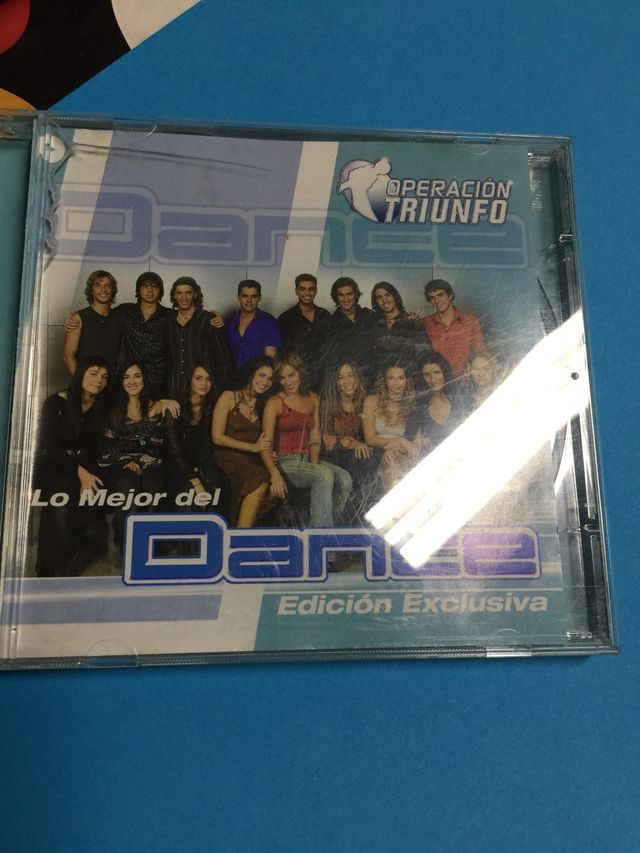 OPERACIÓN
TRIUNFO
Dance
Lo Mejor del
Dance
Edición Exclusiva